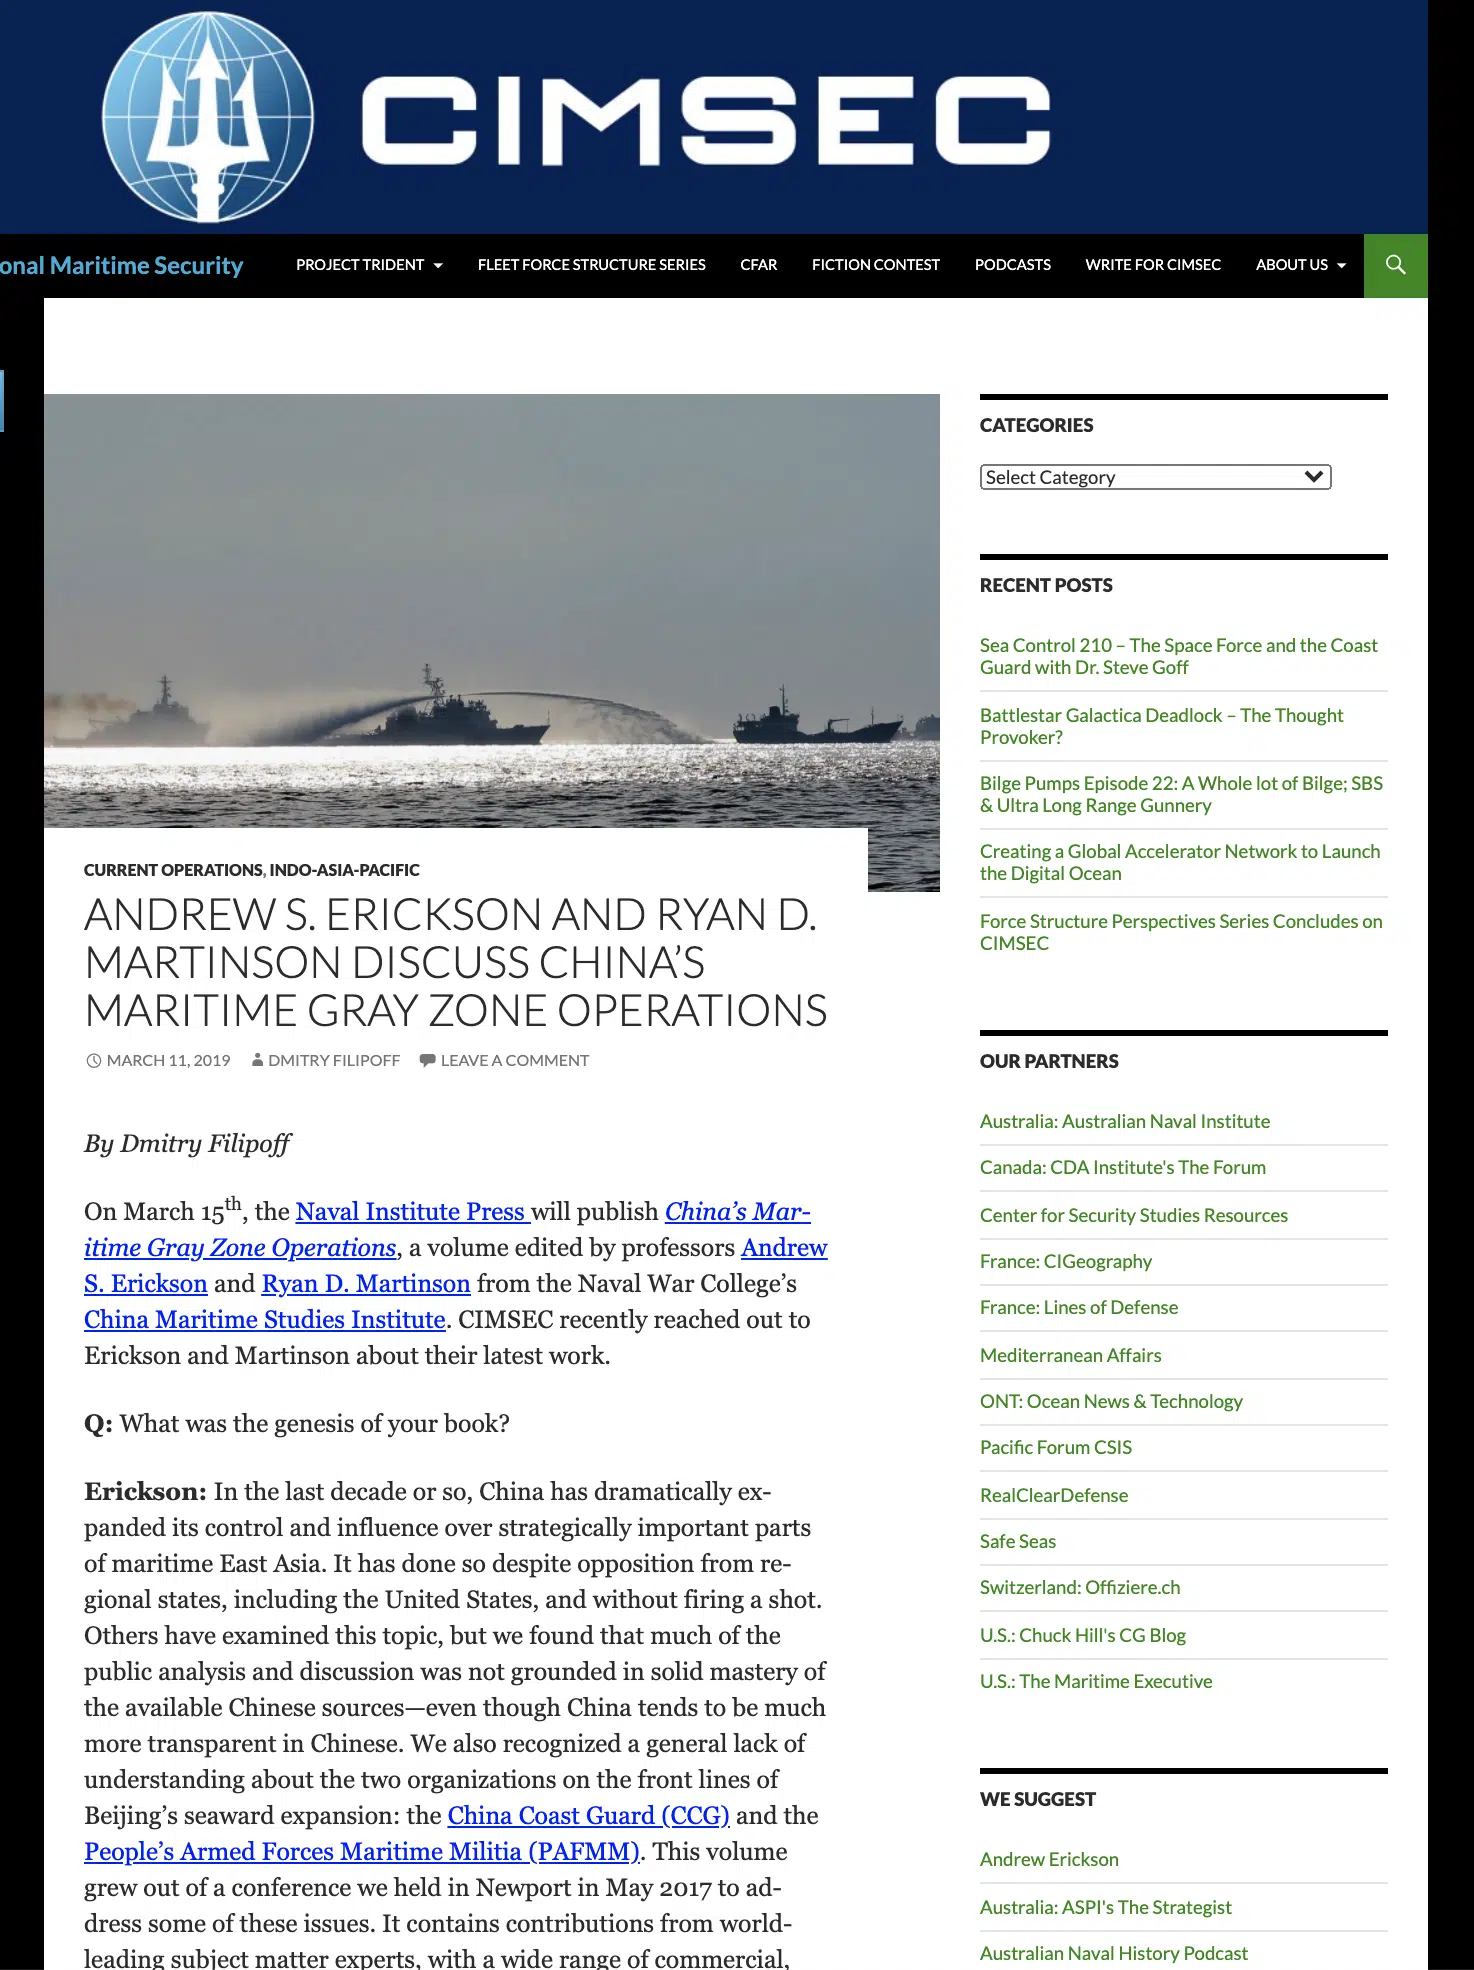 CIMSEC
onal Maritime Security
PROJECT TRIDENT
FLEET FORCE STRUCTURE SERIES
CFAR
FICTION CONTEST
PODCASTS
WRITE FOR CIMSEC
ABOUT US
CURRENT OPERATIONS, INDO-ASIA-PACIFIC
ANDREW S. ERICKSON AND RYAN D.
MARTINSON DISCUSS CHINA’S
MARITIME GRAY ZONE OPERATIONS
MARCH 11, 2019 DMITRY FILIPOFF LEAVE A COMMENT
By Dmitry Filipoff
On March 15th, the Naval Institute Press will publish China’s Mar-
itime Gray Zone Operations, a volume edited by professors Andrew
S. Erickson and Ryan D. Martinson from the Naval War College’s
China Maritime Studies Institute. CIMSEC recently reached out to
Erickson and Martinson about their latest work.
Q: What was the genesis of your book?
Erickson: In the last decade or so, China has dramatically ex-
panded its control and influence over strategically important parts
of maritime East Asia. It has done so despite opposition from re-
gional states, including the United States, and without firing a shot.
Others have examined this topic, but we found that much of the
public analysis and discussion was not grounded in solid mastery of
the available Chinese sources—even though China tends to be much
more transparent in Chinese. We also recognized a general lack of
understanding about the two organizations on the front lines of
Beijing’s seaward expansion: the China Coast Guard (CCG) and the
People’s Armed Forces Maritime Militia (PAFMM). This volume
grew out of a conference we held in Newport in May 2017 to ad-
dress some of these issues. It contains contributions from world-
leading subject matter experts, with a wide range of commercial,
CATEGORIES
Select Category
RECENT POSTS
Sea Control 210 – The Space Force and the Coast
Guard with Dr. Steve Goff
Battlestar Galactica Deadlock – The Thought
Provoker?
Bilge Pumps Episode 22: A Whole lot of Bilge; SBS
& Ultra Long Range Gunnery
Creating a Global Accelerator Network to Launch
the Digital Ocean
Force Structure Perspectives Series Concludes on
CIMSEC
OUR PARTNERS
Australia: Australian Naval Institute
Canada: CDA Institute's The Forum
Center for Security Studies Resources
France: CIGeography
France: Lines of Defense
Mediterranean Affairs
ONT: Ocean News & Technology
Pacific Forum CSIS
RealClearDefense
Safe Seas
Switzerland: Offiziere.ch
U.S.: Chuck Hill's CG Blog
U.S.: The Maritime Executive
WE SUGGEST
Andrew Erickson
Australia: ASPI's The Strategist
Australian Naval History Podcast